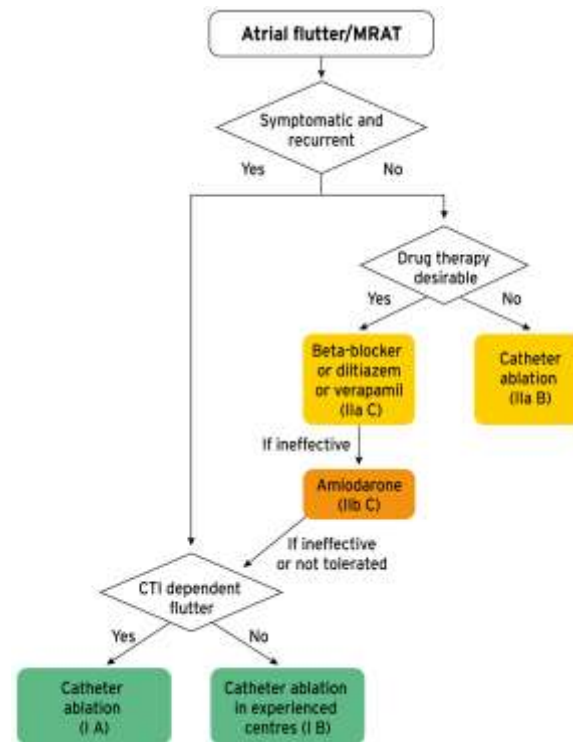 Atrial flutter/MRAT
Symptomatic and
recurrent
Yes
No
Drug therapy
desirable
Yes
No
Beta-blocker
or diltiazem
or verapamil
(IIa C)
Catheter
ablation
(IIa B)
If ineffective
Amiodarone
(IIb C)
If ineffective
or not tolerated
CTI dependent
flutter
Yes
No
Catheter
ablation
(I A)
Catheter ablation
in experienced
centres (I B)